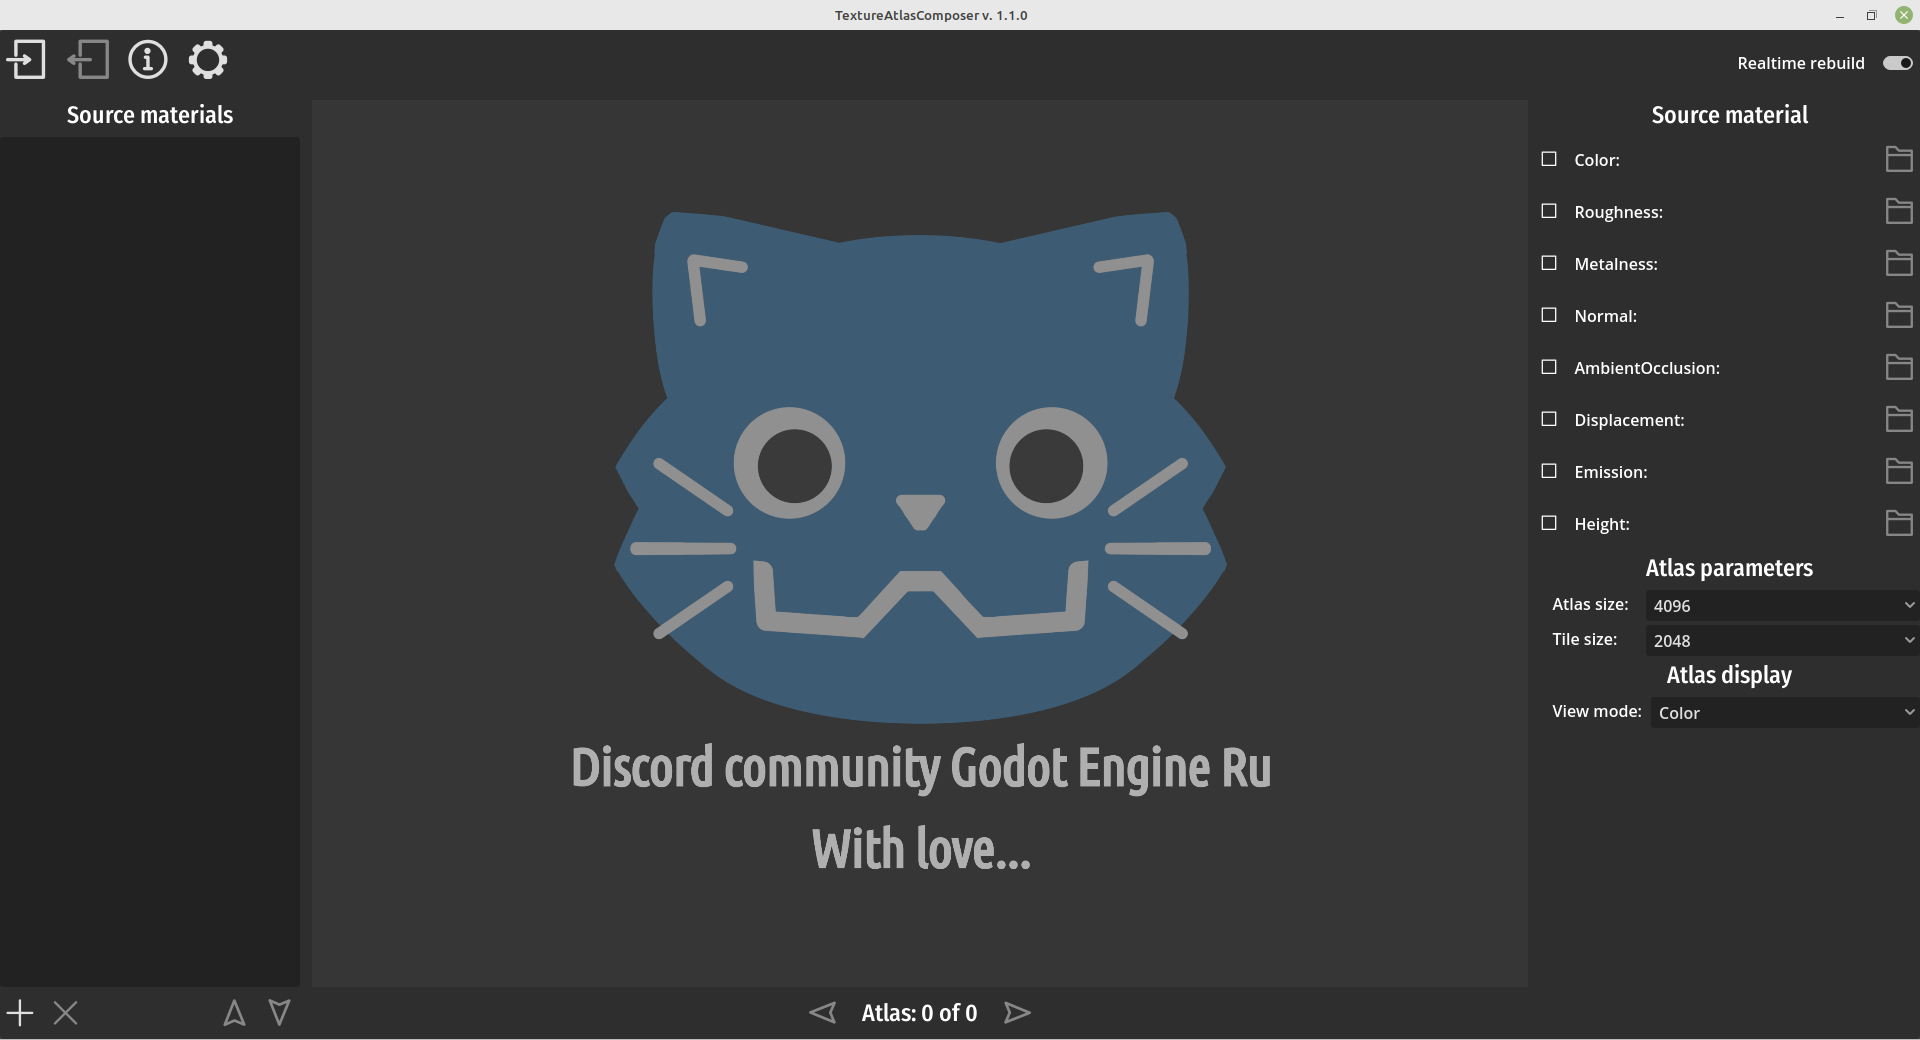 TextureAtlasComposer v. 1.1.0
Realtime rebuild
Source materials
Discord community Godot Engine Ru
With love...
Atlas: 0 of 0
Source material
Color:
Roughness:
Metalness:
Normal:
AmbientOcclusion:
Displacement:
Emission:
Height:
Atlas parameters
Atlas size: 4096
Tile size: 2048
Atlas display
View mode: Color